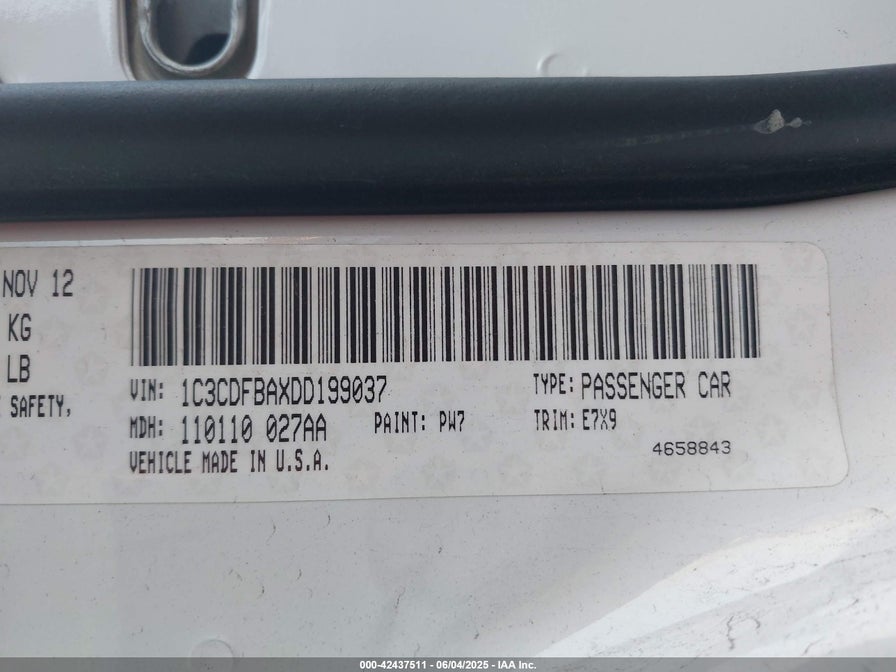 NOV 12
KG
LB
SAFETY,
VIN: 1C3CDFBAXDD199037
TYPE: PASSENGER CAR
MDH: 110110 027AA
PAINT: PW7
TRIM: E7X9
VEHICLE MADE IN U.S.A.
4658843
000-42437511 - 06/04/2025 - IAA Inc.